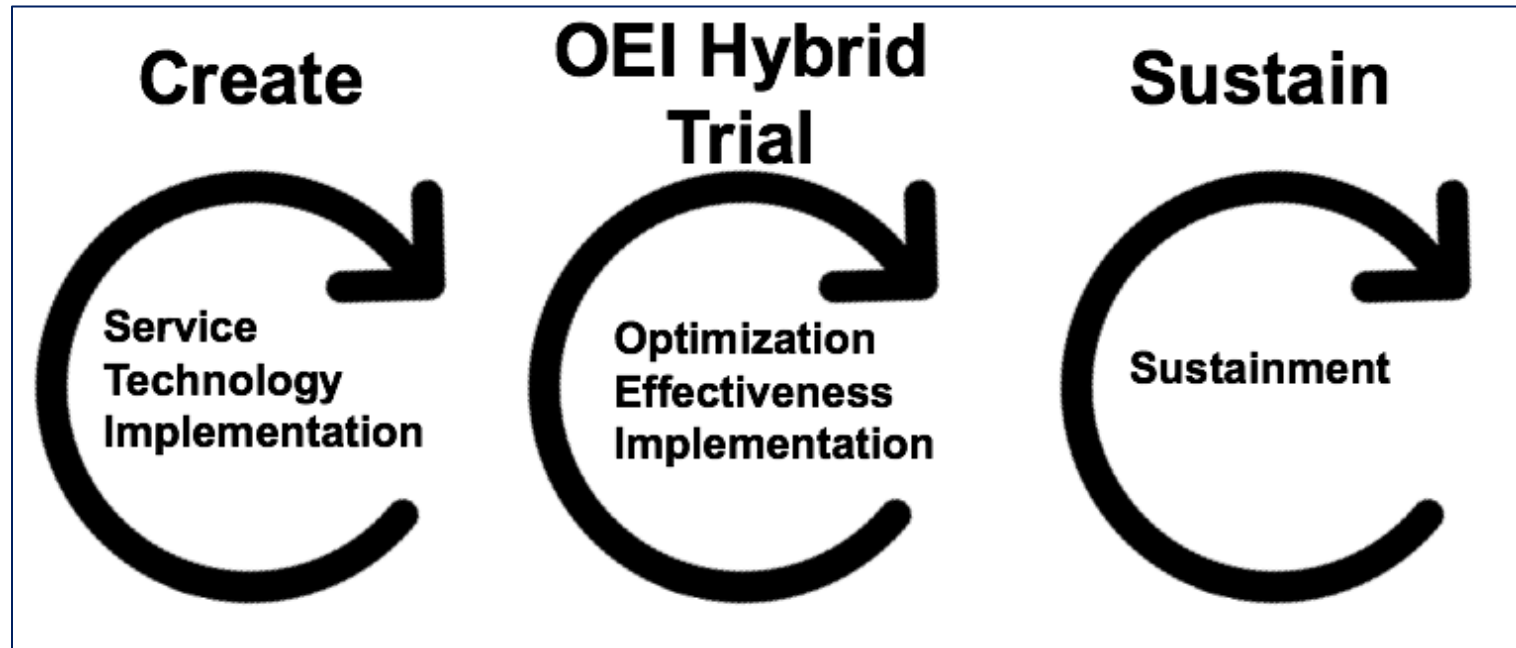 Create
Service
Technology
Implementation
OEI Hybrid
Trial
Optimization
Effectiveness
Implementation
Sustain
Sustainment